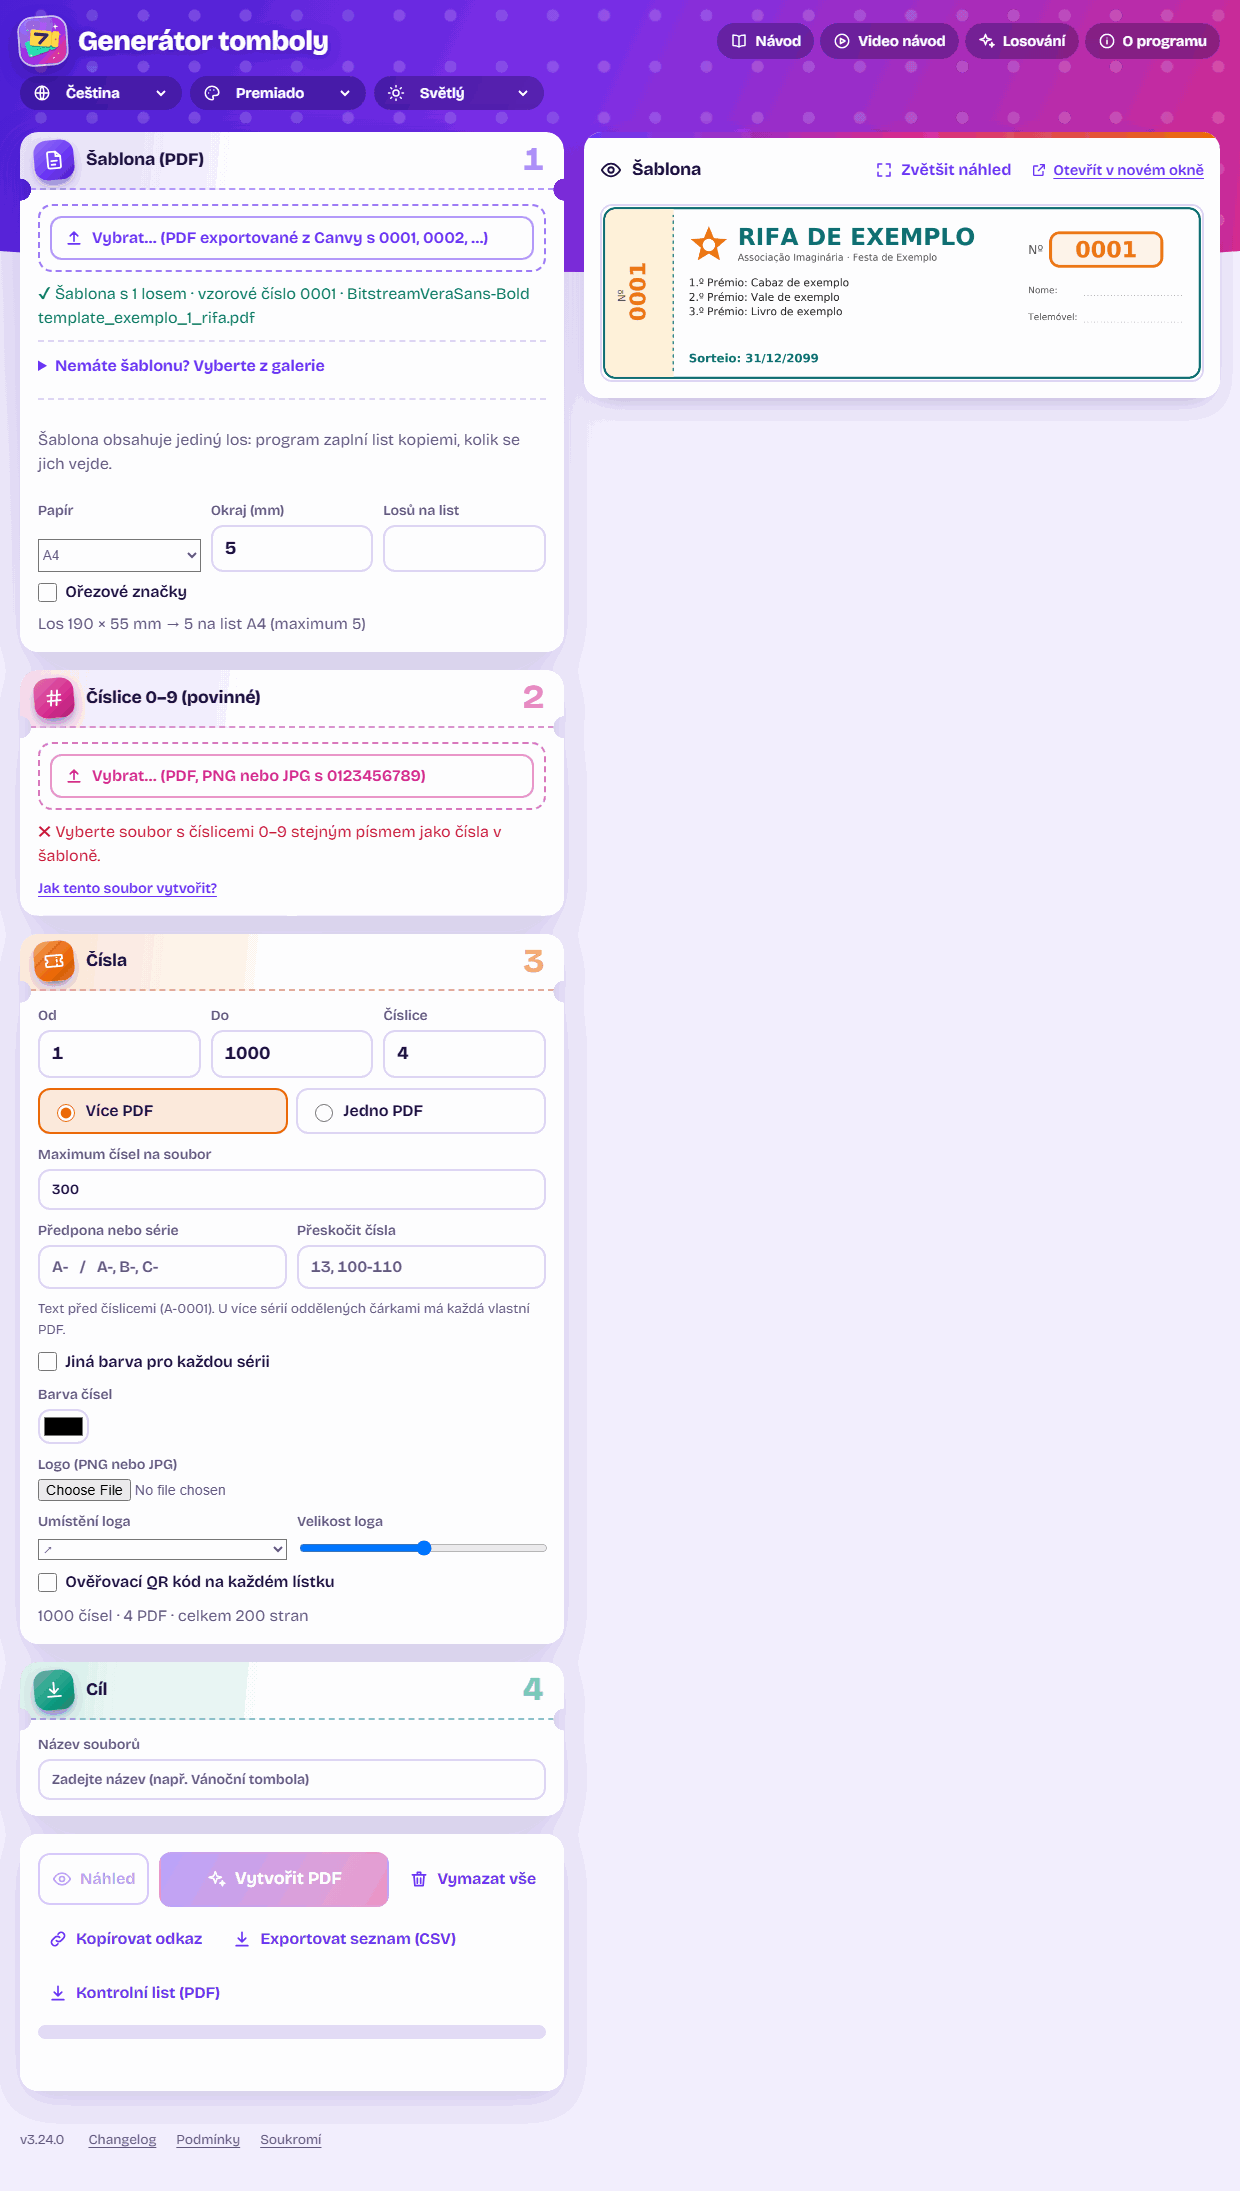 Generátor tomboly
Návod
Video návod
Losování
O programu
Čeština
Premiado
Světlý
Šablona (PDF)
1
Vybrat... (PDF exportované z Canvy s 0001, 0002, ...)
✓ Šablona s 1 losem · vzorové číslo 0001 · BitstreamVeraSans-Bold
template_exemplo_1_rifa.pdf
Nemáte šablonu? Vyberte z galerie
Šablona obsahuje jediný los: program zaplní list kopiemi, kolik se
jich vejde.
Papír
Okraj (mm)
Losů na list
A4
5
Ořezové značky
Los 190 × 55 mm → 5 na list A4 (maximum 5)
Číslice 0–9 (povinné)
2
Vybrat... (PDF, PNG nebo JPG s 0123456789)
✕ Vyberte soubor s číslicemi 0–9 stejným písmem jako čísla v
šabloně.
Jak tento soubor vytvořit?
Čísla
3
Od
Do
Číslice
1
1000
4
Více PDF
Jedno PDF
Maximum čísel na soubor
300
Předpona nebo série
Přeskočit čísla
A- / A-, B-, C-
13, 100-110
Text před číslicemi (A-0001). U více sérií oddělených čárkami má každá vlastní
PDF.
Jiná barva pro každou sérii
Barva čísel
Logo (PNG nebo JPG)
Choose File No file chosen
Umístění loga
Velikost loga
↗
Ověřovací QR kód na každém lístku
1000 čísel · 4 PDF · celkem 200 stran
Cíl
4
Název souborů
Zadejte název (např. Vánoční tombola)
Náhled
Vytvořit PDF
Vymazat vše
Kopírovat odkaz
Exportovat seznam (CSV)
Kontrolní list (PDF)
v3.24.0
Changelog
Podmínky
Soukromí
Šablona
Zvětšit náhled
Otevřít v novém okně
Nº
0001
RIFA DE EXEMPLO
Associação Imaginária · Festa de Exemplo
1.º Prémio: Cabaz de exemplo
2.º Prémio: Vale de exemplo
3.º Prémio: Livro de exemplo
Sorteio: 31/12/2099
Nº 0001
Nome:
Telemóvel: